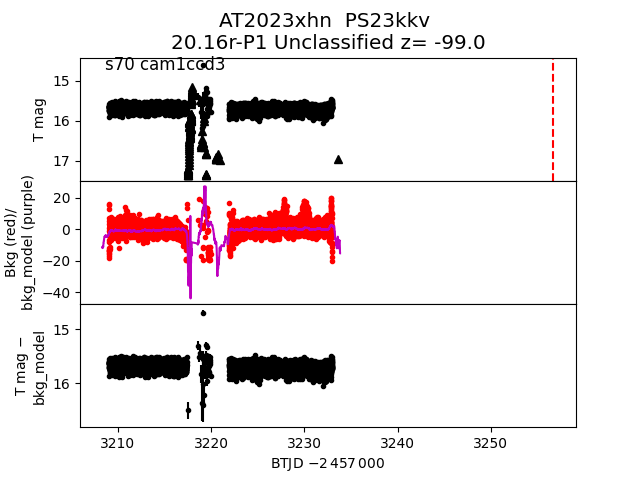 AT2023xhn  PS23kkv
20.16r-P1 Unclassified z= -99.0
s70 cam1ccd3
T mag
15
16
17
Bkg (red)/
bkg_model (purple)
20
0
−20
−40
T mag −
bkg_model
15
16
3210
3220
3230
3240
3250
BTJD −2 457 000